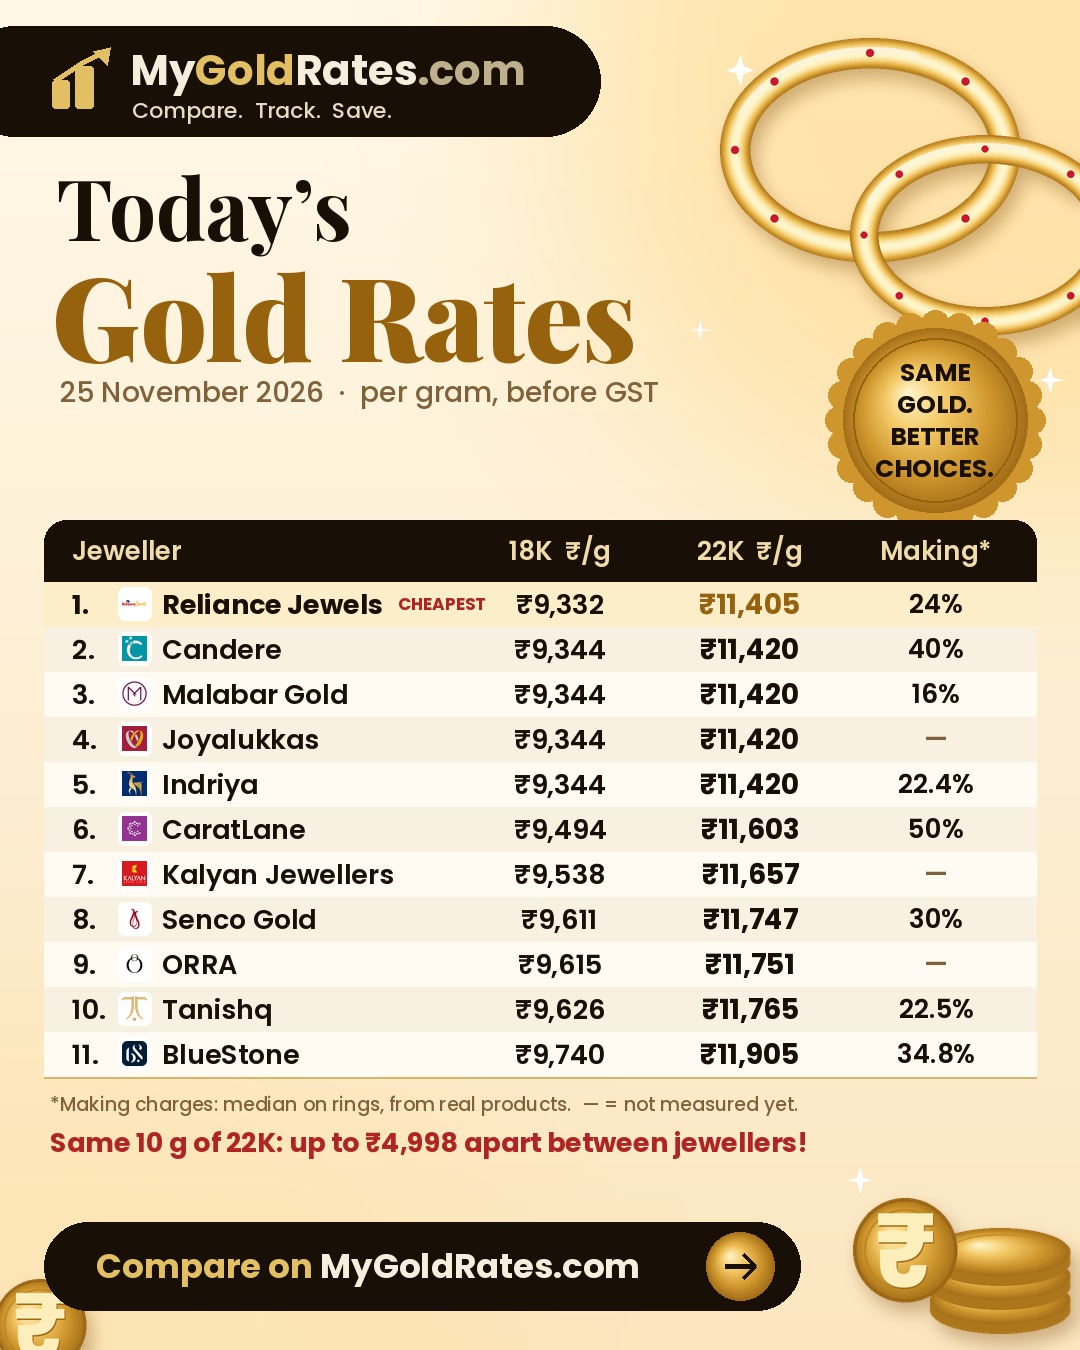 MyGoldRates.com
Compare. Track. Save.
Today’s
Gold Rates
25 November 2026 · per gram, before GST
SAME
GOLD.
BETTER
CHOICES.
Jeweller 18K ₹/g 22K ₹/g Making*
1. Reliance Jewels CHEAPEST ₹9,332 ₹11,405 24%
2. Candere ₹9,344 ₹11,420 40%
3. Malabar Gold ₹9,344 ₹11,420 16%
4. Joyalukkas ₹9,344 ₹11,420 —
5. Indriya ₹9,344 ₹11,420 22.4%
6. CaratLane ₹9,494 ₹11,603 50%
7. Kalyan Jewellers ₹9,538 ₹11,657 —
8. Senco Gold ₹9,611 ₹11,747 30%
9. ORRA ₹9,615 ₹11,751 —
10. Tanishq ₹9,626 ₹11,765 22.5%
11. BlueStone ₹9,740 ₹11,905 34.8%
*Making charges: median on rings, from real products. — = not measured yet.
Same 10 g of 22K: up to ₹4,998 apart between jewellers!
Compare on MyGoldRates.com →
₹
₹